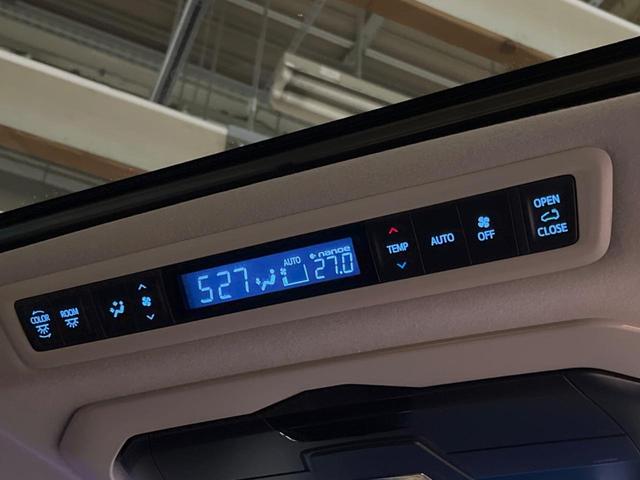 COLOR
ROOM
527
AUTO
nanoe
27.0
TEMP
AUTO
OFF
OPEN
CLOSE